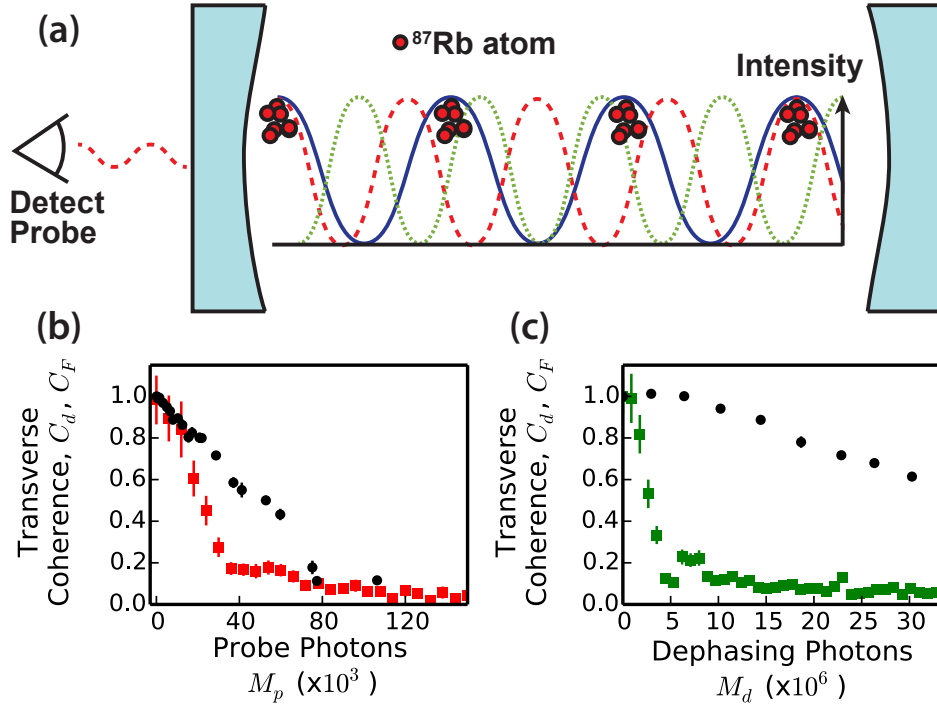 (a)
⁸⁷Rb atom
Intensity
Detect
Probe
(b)
Transverse
Coherence, C_d, C_F
1.0
0.8
0.6
0.4
0.2
0.0
0 40 80 120
Probe Photons
M_p (x10³)
(c)
Transverse
Coherence, C_d, C_F
1.0
0.8
0.6
0.4
0.2
0.0
0 5 10 15 20 25 30
Dephasing Photons
M_d (x10⁶)